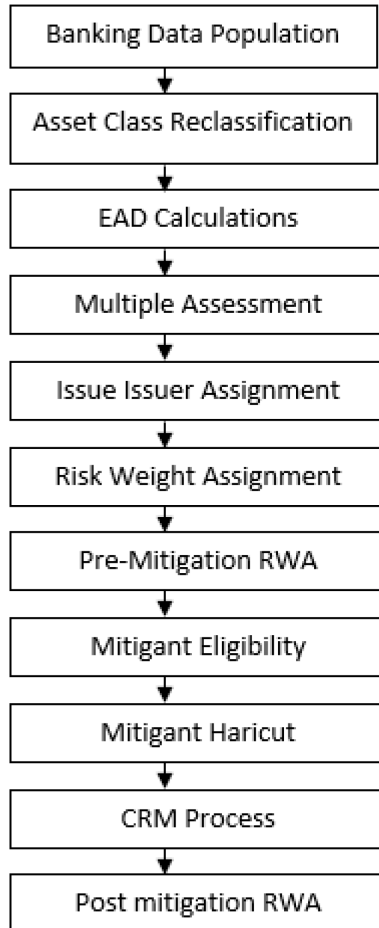 Banking Data Population
Asset Class Reclassification
EAD Calculations
Multiple Assessment
Issue Issuer Assignment
Risk Weight Assignment
Pre-Mitigation RWA
Mitigant Eligibility
Mitigant Haricut
CRM Process
Post mitigation RWA